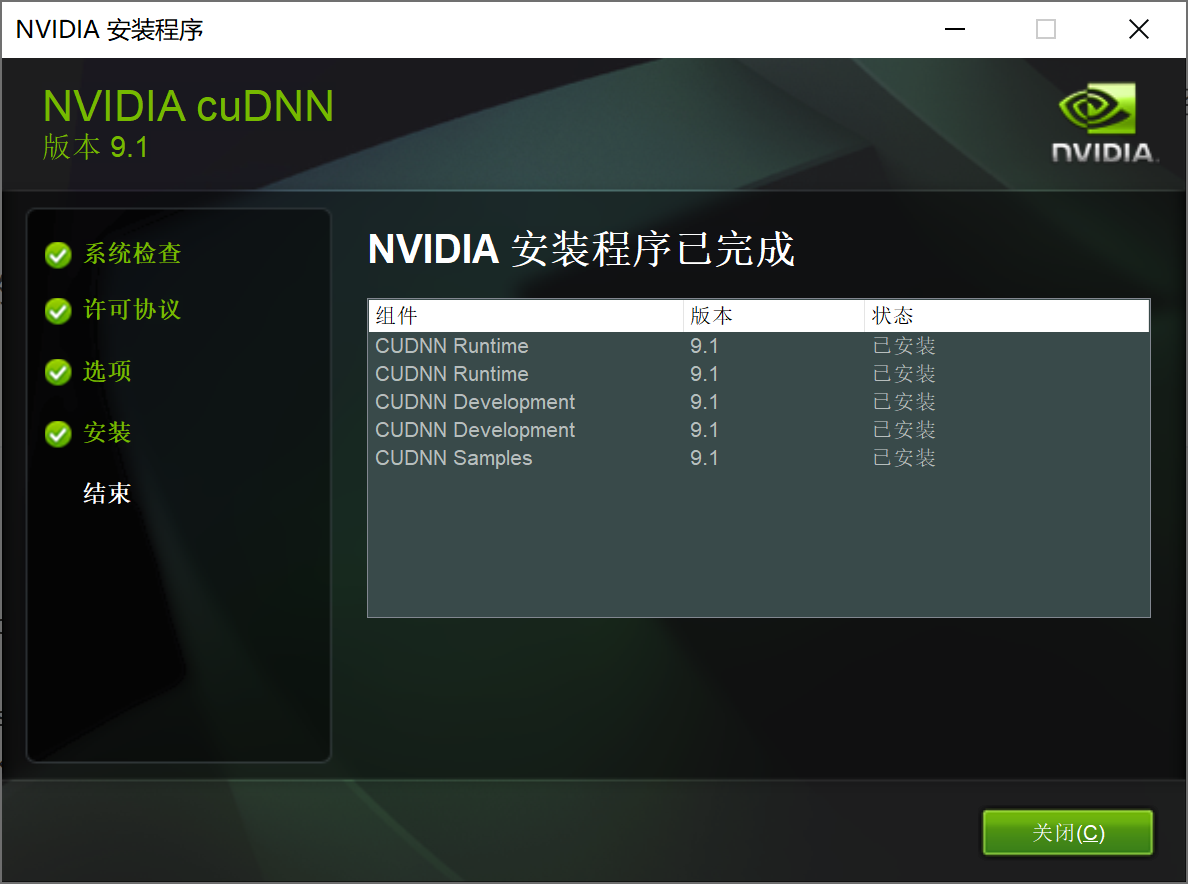 NVIDIA 安装程序
NVIDIA cuDNN
版本 9.1
NVIDIA.
系统检查
许可协议
选项
安装
结束
NVIDIA 安装程序已完成
组件 版本 状态
CUDNN Runtime 9.1 已安装
CUDNN Runtime 9.1 已安装
CUDNN Development 9.1 已安装
CUDNN Development 9.1 已安装
CUDNN Samples 9.1 已安装
关闭(C)